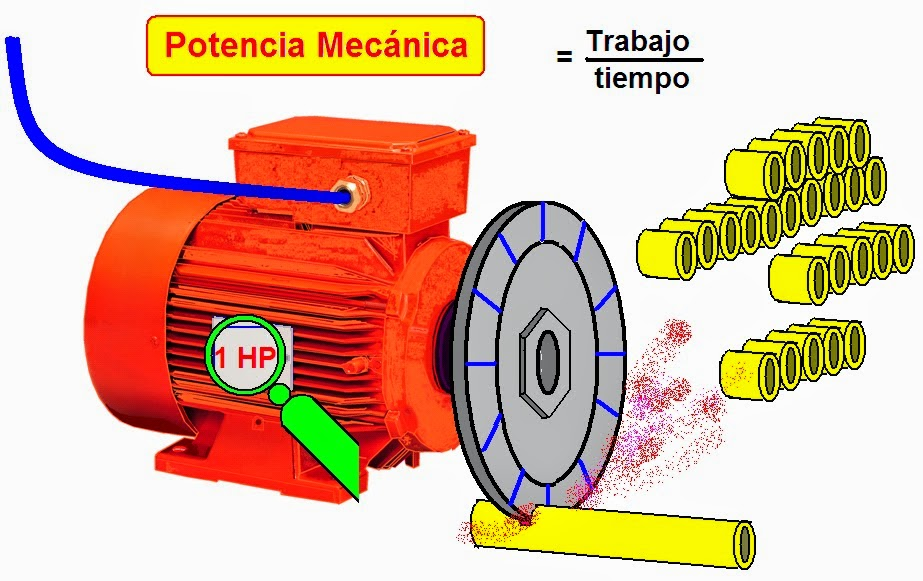 Potencia Mecánica
= Trabajo
tiempo
1 HP